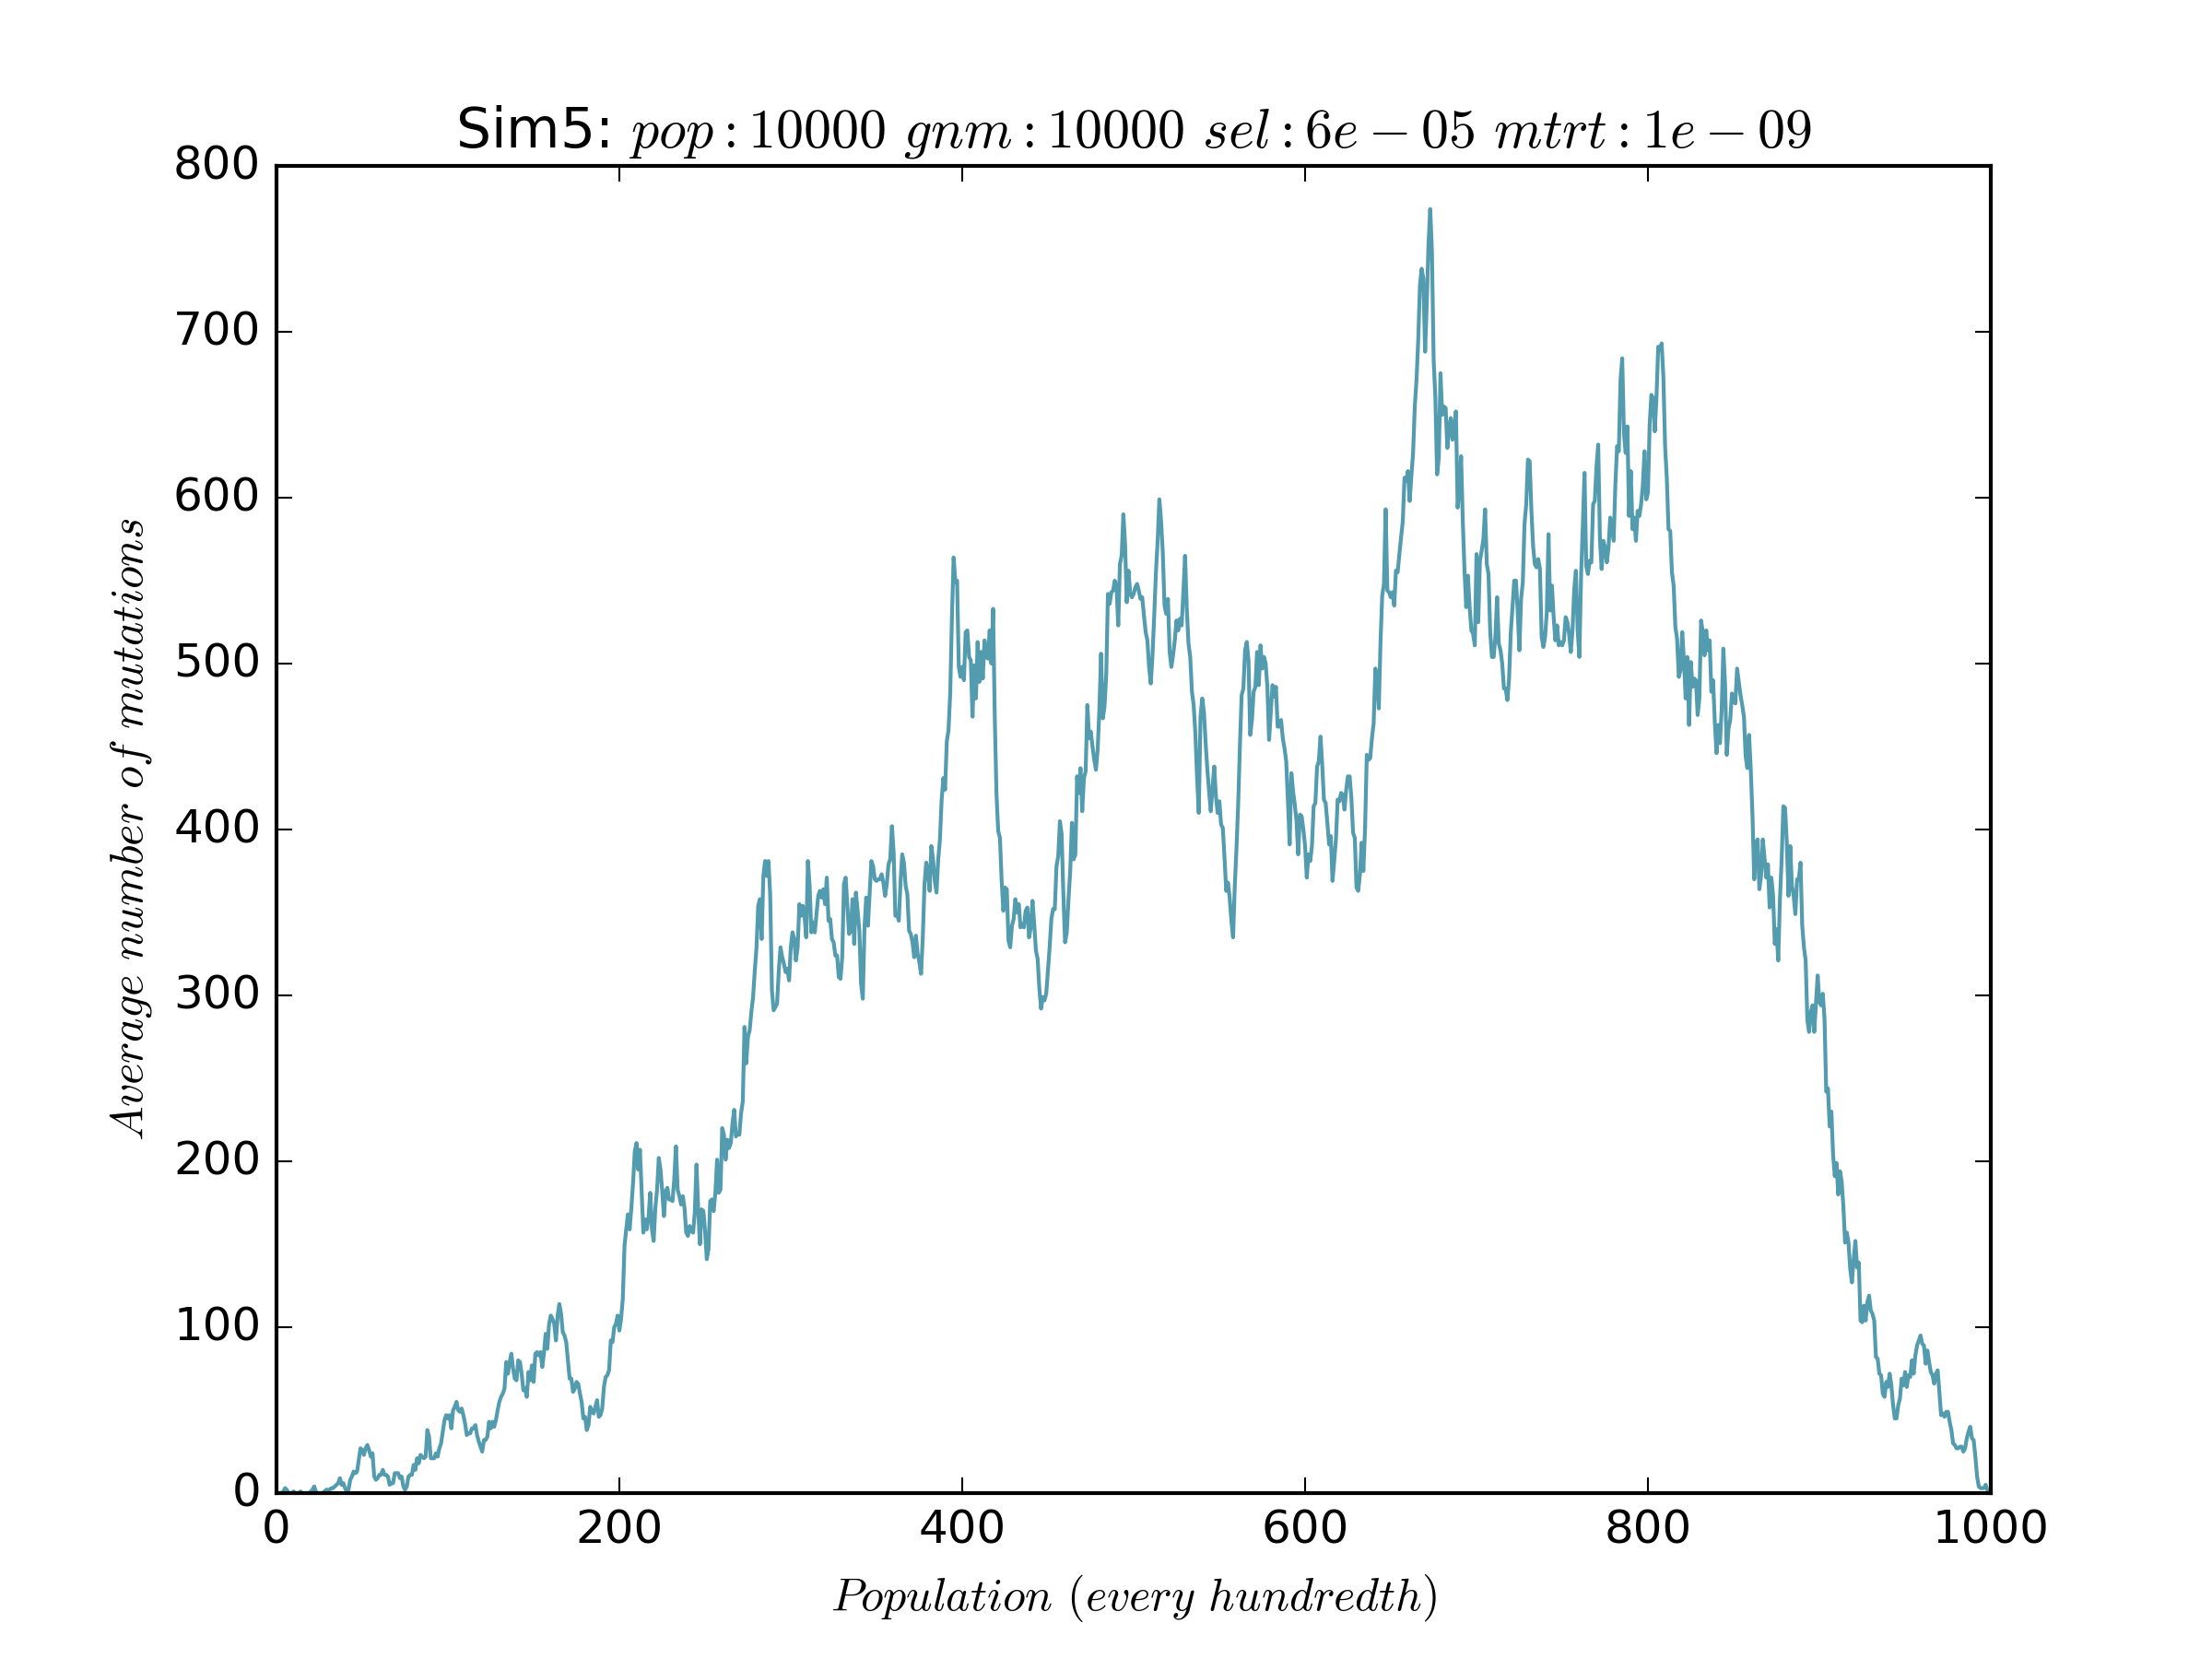 Sim5: pop : 10000 gnm : 10000 sel : 6e − 05 mtrt : 1e − 09
800
700
600
500
400
300
200
100
0
Average number of mutations
0 200 400 600 800 1000
Population (every hundredth)